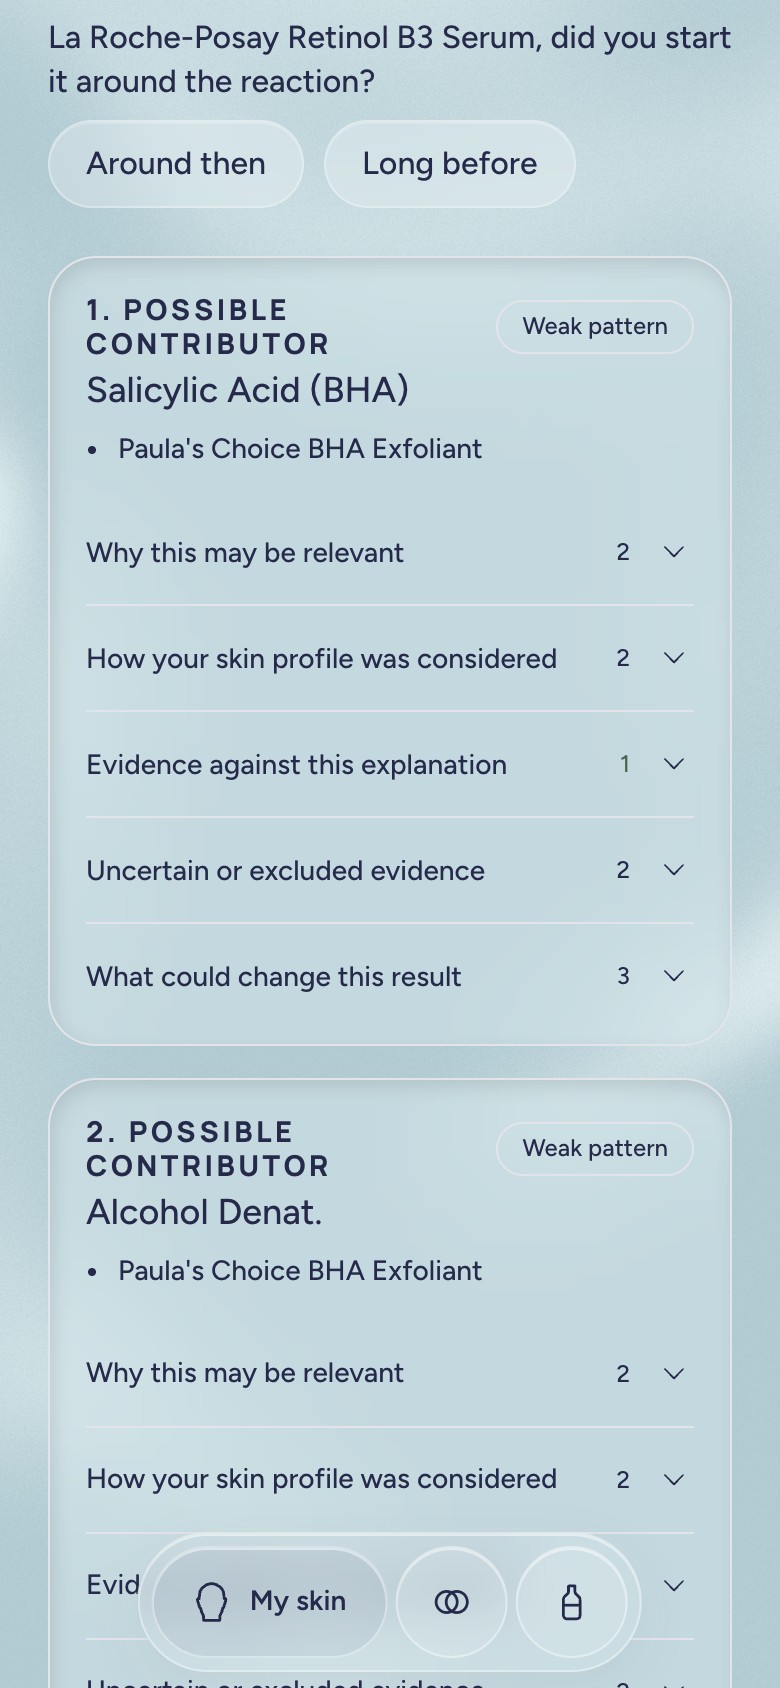 La Roche-Posay Retinol B3 Serum, did you start
it around the reaction?
Around then
Long before
1. POSSIBLE
CONTRIBUTOR
Weak pattern
Salicylic Acid (BHA)
• Paula's Choice BHA Exfoliant
Why this may be relevant 2
How your skin profile was considered 2
Evidence against this explanation 1
Uncertain or excluded evidence 2
What could change this result 3
2. POSSIBLE
CONTRIBUTOR
Weak pattern
Alcohol Denat.
• Paula's Choice BHA Exfoliant
Why this may be relevant 2
How your skin profile was considered 2
Evid
My skin
Uncertain or excluded evidence